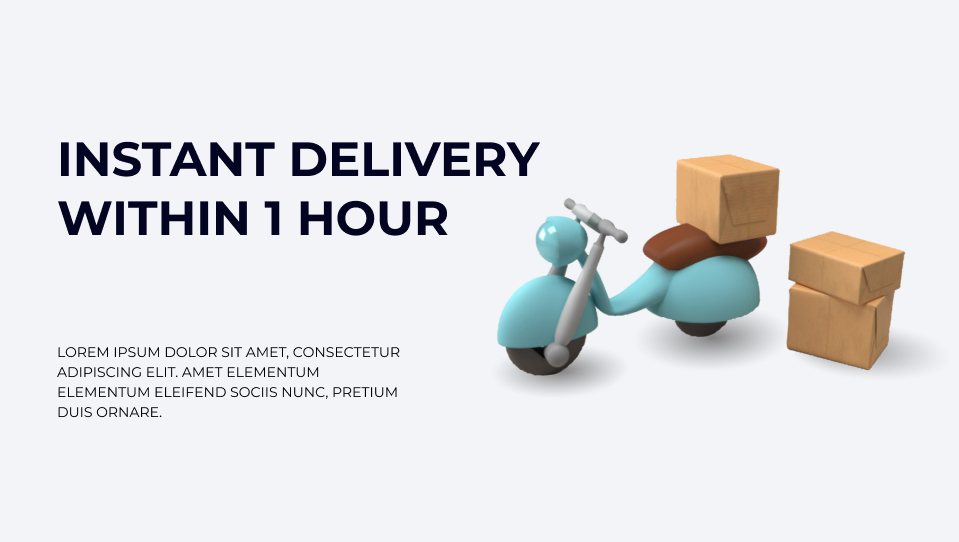 INSTANT DELIVERY
WITHIN 1 HOUR
LOREM IPSUM DOLOR SIT AMET, CONSECTETUR
ADIPISCING ELIT. AMET ELEMENTUM
ELEMENTUM ELEIFEND SOCIIS NUNC, PRETIUM
DUIS ORNARE.